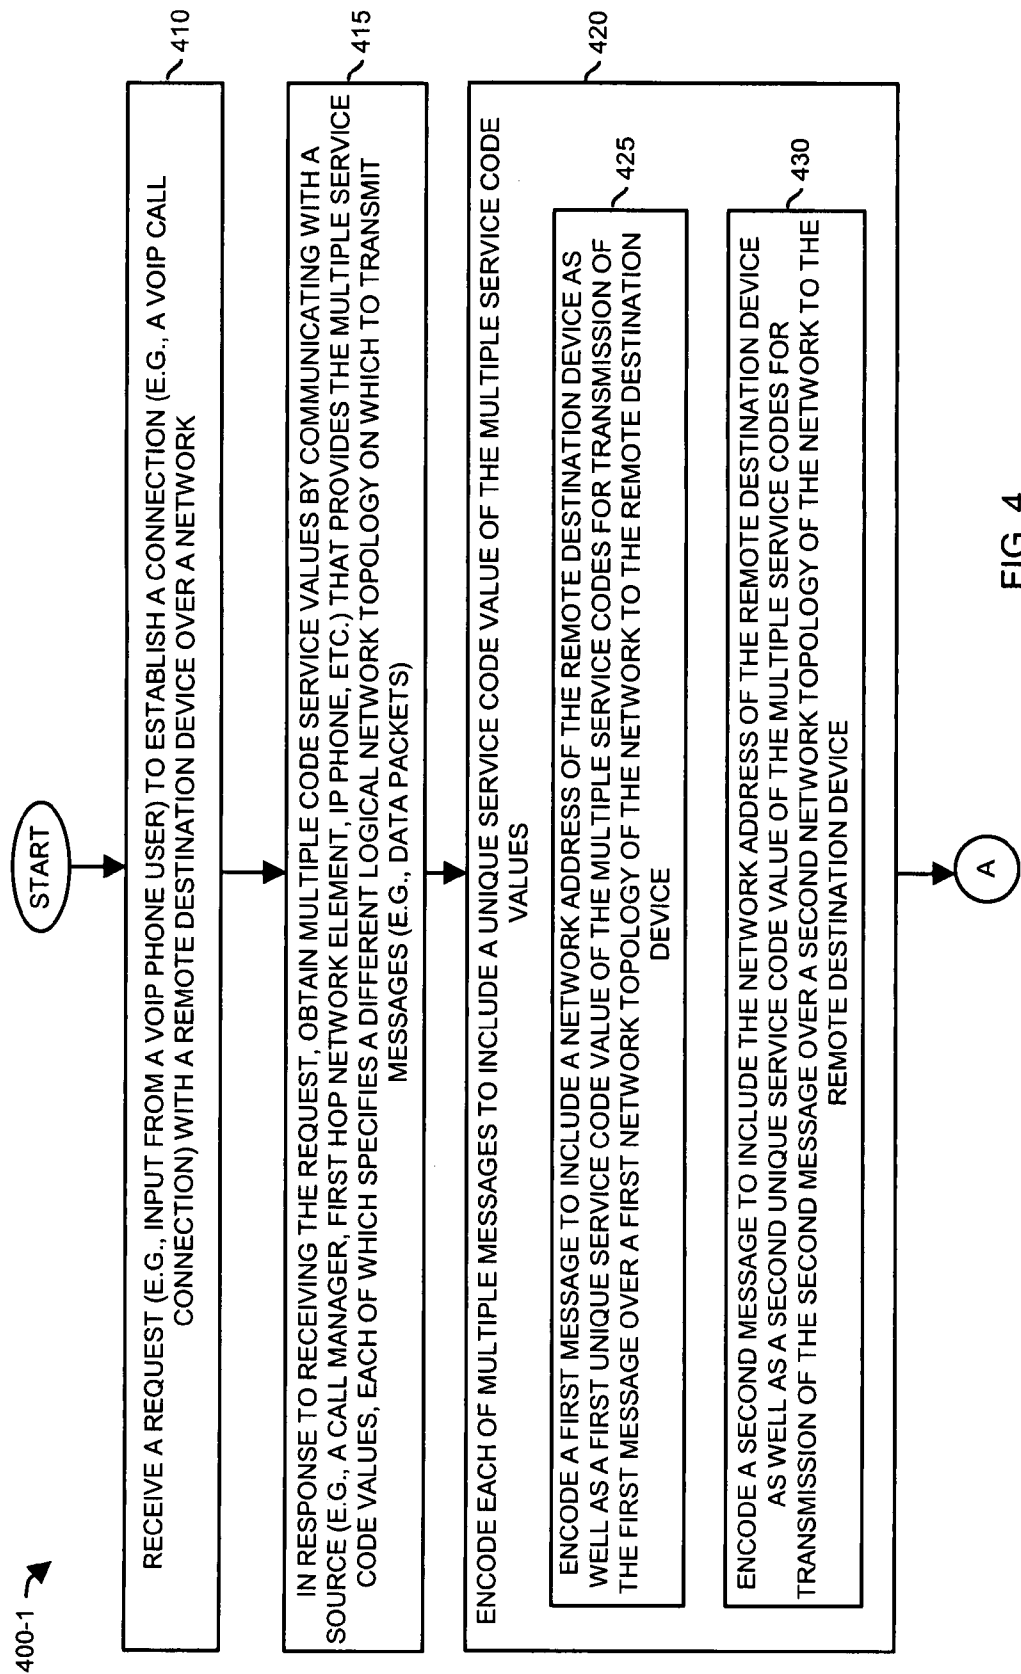 400-1
START
410
RECEIVE A REQUEST (E.G., INPUT FROM A VOIP PHONE USER) TO ESTABLISH A CONNECTION (E.G., A VOIP CALL
CONNECTION) WITH A REMOTE DESTINATION DEVICE OVER A NETWORK
415
IN RESPONSE TO RECEIVING THE REQUEST, OBTAIN MULTIPLE CODE SERVICE VALUES BY COMMUNICATING WITH A
SOURCE (E.G., A CALL MANAGER, FIRST HOP NETWORK ELEMENT, IP PHONE, ETC.) THAT PROVIDES THE MULTIPLE SERVICE
CODE VALUES, EACH OF WHICH SPECIFIES A DIFFERENT LOGICAL NETWORK TOPOLOGY ON WHICH TO TRANSMIT
MESSAGES (E.G., DATA PACKETS)
420
ENCODE EACH OF MULTIPLE MESSAGES TO INCLUDE A UNIQUE SERVICE CODE VALUE OF THE MULTIPLE SERVICE CODE
VALUES
425
ENCODE A FIRST MESSAGE TO INCLUDE A NETWORK ADDRESS OF THE REMOTE DESTINATION DEVICE AS
WELL AS A FIRST UNIQUE SERVICE CODE VALUE OF THE MULTIPLE SERVICE CODES FOR TRANSMISSION OF
THE FIRST MESSAGE OVER A FIRST NETWORK TOPOLOGY OF THE NETWORK TO THE REMOTE DESTINATION
DEVICE
430
ENCODE A SECOND MESSAGE TO INCLUDE THE NETWORK ADDRESS OF THE REMOTE DESTINATION DEVICE
AS WELL AS A SECOND UNIQUE SERVICE CODE VALUE OF THE MULTIPLE SERVICE CODES FOR
TRANSMISSION OF THE SECOND MESSAGE OVER A SECOND NETWORK TOPOLOGY OF THE NETWORK TO THE
REMOTE DESTINATION DEVICE
A
FIG. 4